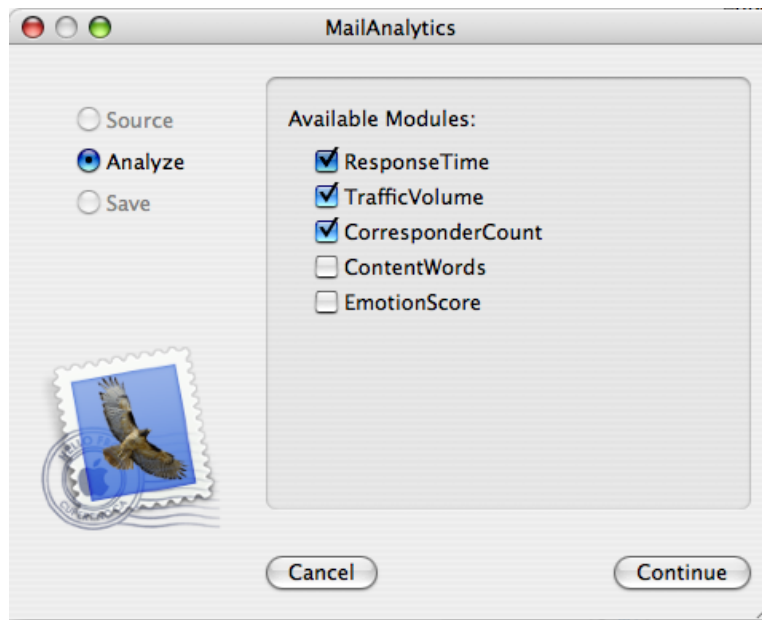 MailAnalytics
Source
Analyze
Save
Available Modules:
ResponseTime
TrafficVolume
CorresponderCount
ContentWords
EmotionScore
Cancel
Continue